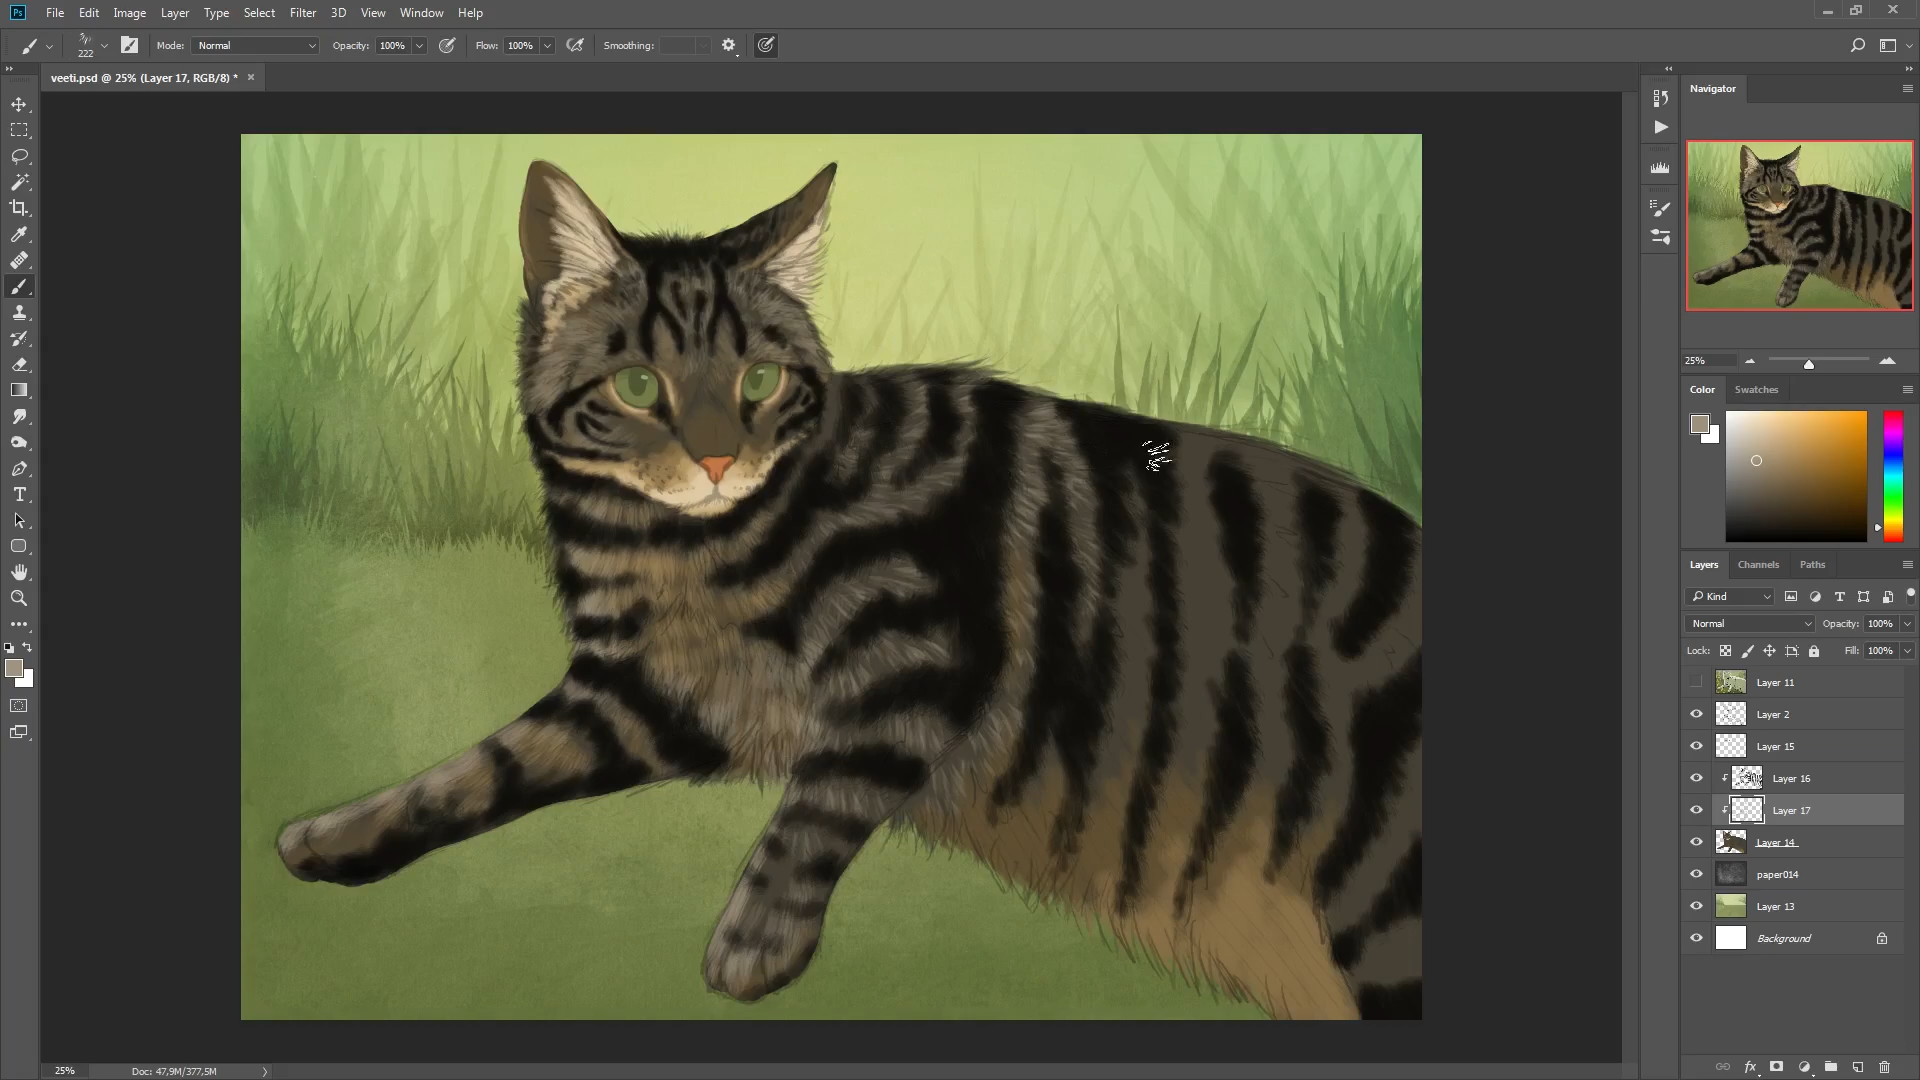 Ps File Edit Image Layer Type Select Filter 3D View Window Help
222 Mode: Normal Opacity: 100% Flow: 100% Smoothing:
veeti.psd @ 25% (Layer 17, RGB/8) *
Navigator
25%
Color Swatches
Layers Channels Paths
Kind
Normal Opacity: 100%
Lock: Fill: 100%
Layer 11
Layer 2
Layer 15
Layer 16
Layer 17
Layer 14
paper014
Layer 13
Background
fx
25% Doc: 47,9M/377,5M